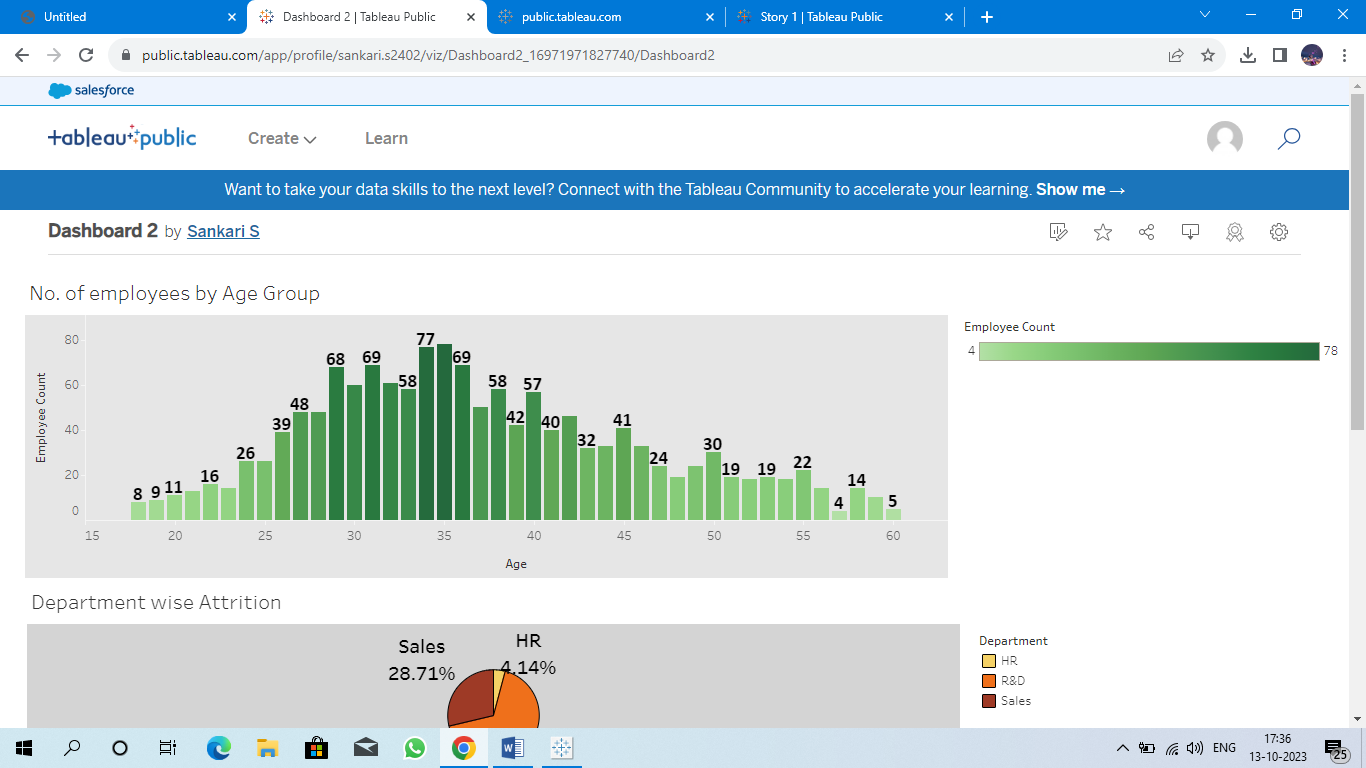 Untitled
Dashboard 2 | Tableau Public
public.tableau.com
Story 1 | Tableau Public
public.tableau.com/app/profile/sankari.s2402/viz/Dashboard2_16971971827740/Dashboard2
salesforce
+ableau public
Create
Learn
Want to take your data skills to the next level? Connect with the Tableau Community to accelerate your learning. Show me →
Dashboard 2 by Sankari S
No. of employees by Age Group
Employee Count
80
60
40
20
0
8 9 11 16 26 39 48 68 69 58 77 69 58 42 57 40 32 41 24 30 19 19 22 4 14 5
15 20 25 30 35 40 45 50 55 60
Age
Employee Count
4 78
Department wise Attrition
Sales
28.71%
HR
4.14%
Department
HR
R&D
Sales
ENG
17:36
13-10-2023
25